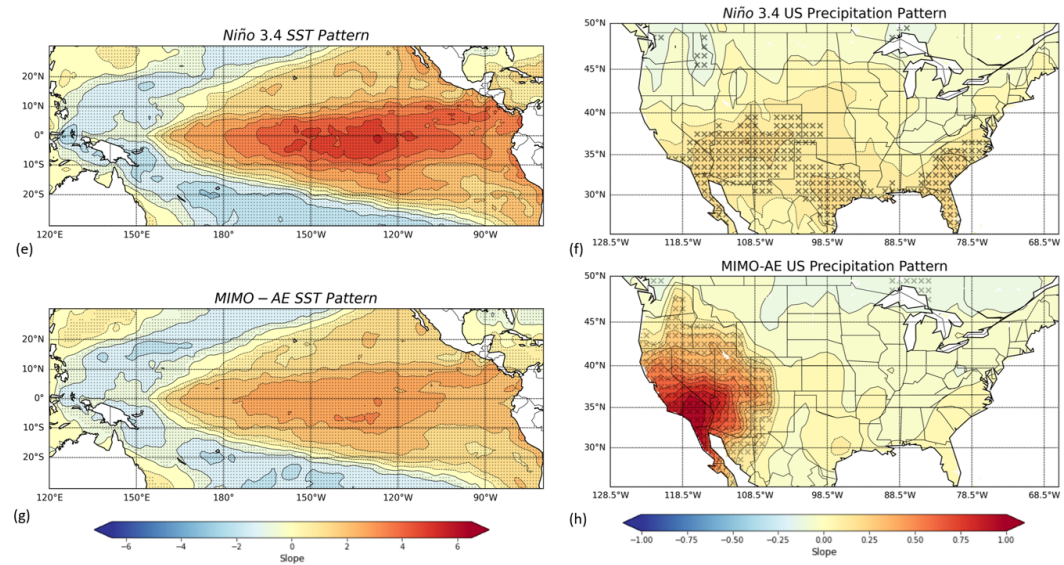 Niño 3.4 SST Pattern
20°N
10°N
0°
10°S
20°S
120°E 150°E 180° 150°W 120°W 90°W
(e)
Niño 3.4 US Precipitation Pattern
50°N
45°N
40°N
35°N
30°N
128.5°W 118.5°W 108.5°W 98.5°W 88.5°W 78.5°W 68.5°W
(f)
MIMO – AE SST Pattern
20°N
10°N
0°
10°S
20°S
120°E 150°E 180° 150°W 120°W 90°W
(g)
MIMO-AE US Precipitation Pattern
50°N
45°N
40°N
35°N
30°N
128.5°W 118.5°W 108.5°W 98.5°W 88.5°W 78.5°W 68.5°W
(h)
−6 −4 −2 0 2 4 6
Slope
−1.00 −0.75 −0.50 −0.25 0.00 0.25 0.50 0.75 1.00
Slope